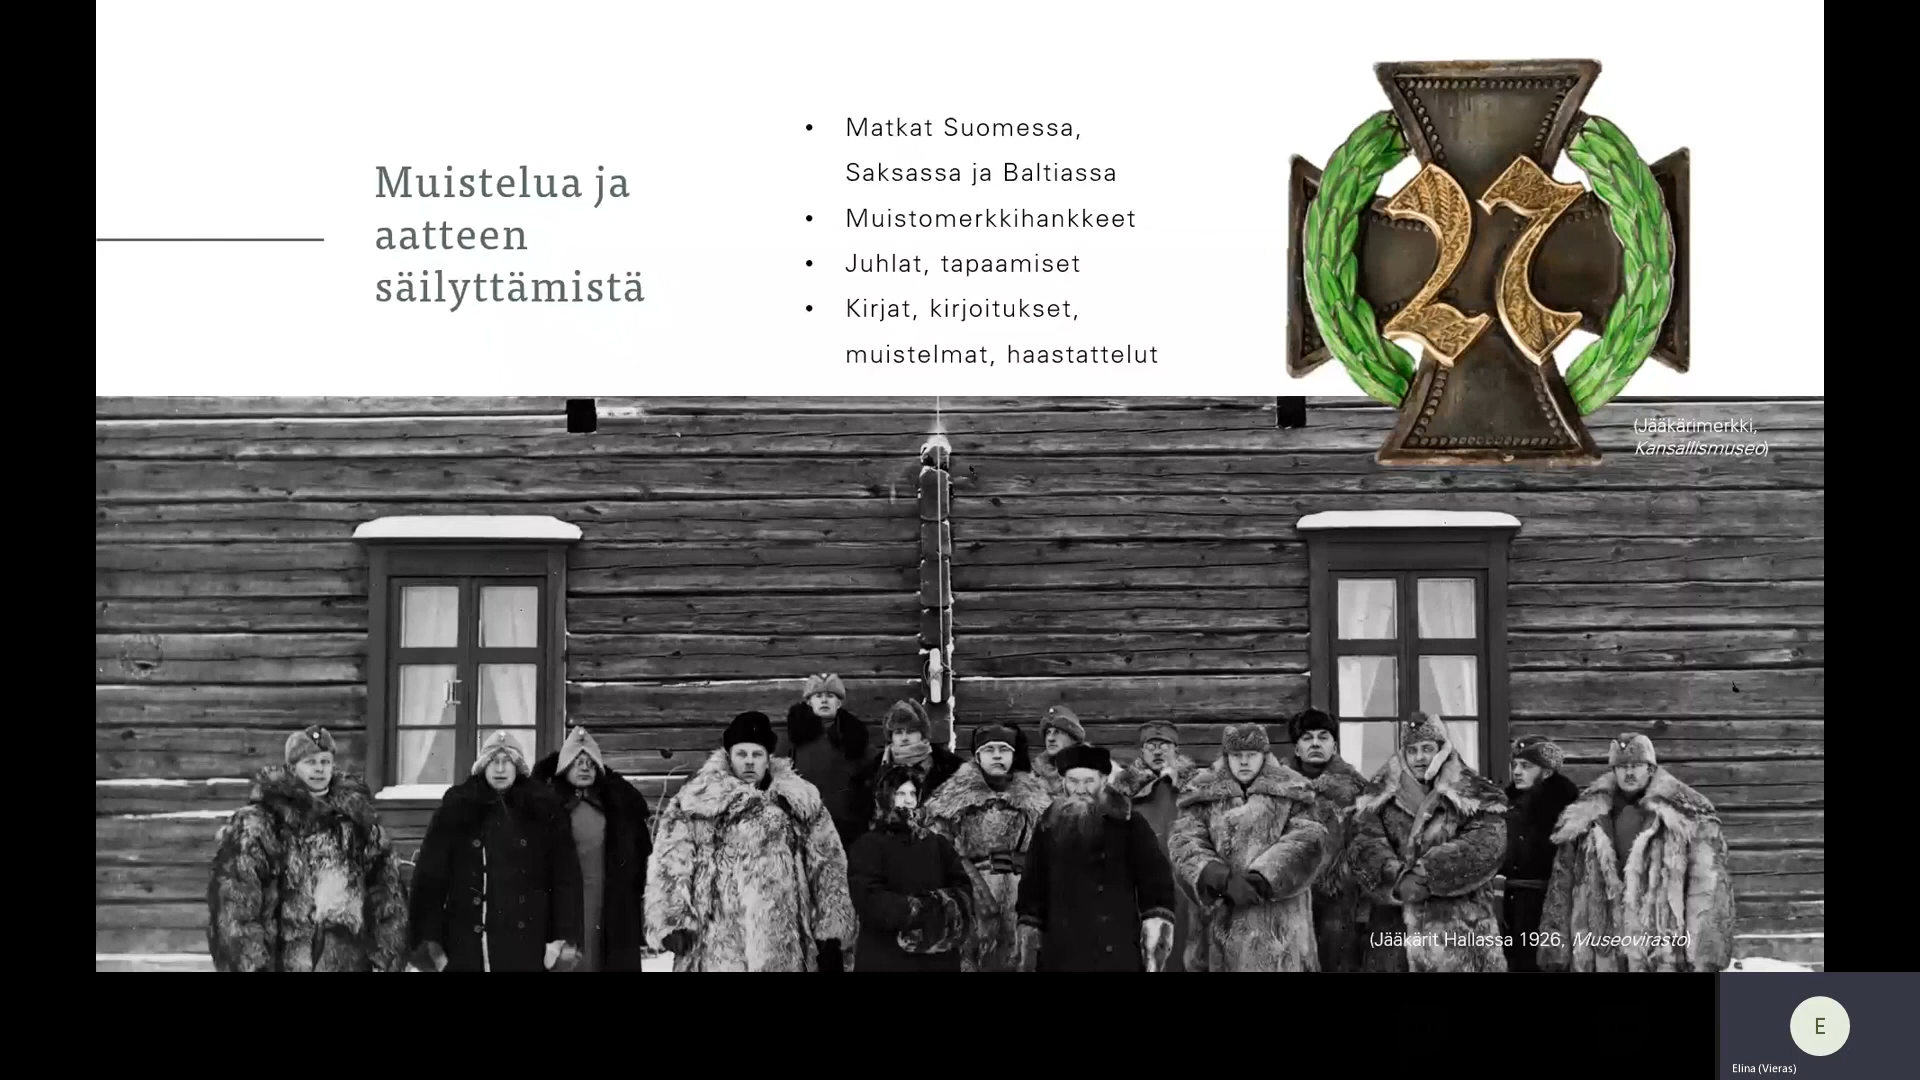 Muistelua ja
aatteen
säilyttämistä
• Matkat Suomessa,
Saksassa ja Baltiassa
• Muistomerkkihankkeet
• Juhlat, tapaamiset
• Kirjat, kirjoitukset,
muistelmat, haastattelut
27
(Jääkärimerkki,
Kansallismuseo)
(Jääkärit Hallassa 1926, Museovirasto)
E
Elina (Vieras)